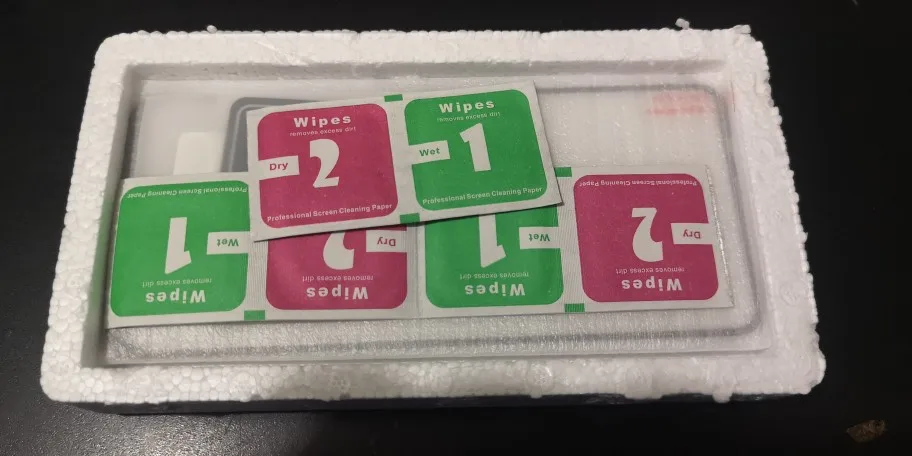 Wipes
removes excess dirt
Dry
2
Professional Screen Cleaning Paper
Wipes
removes excess dirt
Wet
1
Professional Screen Cleaning Paper
Wipes
removes excess dirt
Wet
1
Professional Screen Cleaning Paper
Wipes
removes excess dirt
Dry
2
Wipes
removes excess dirt
Wet
1
Wipes
removes excess dirt
Dry
2
Professional Screen Cleaning Paper